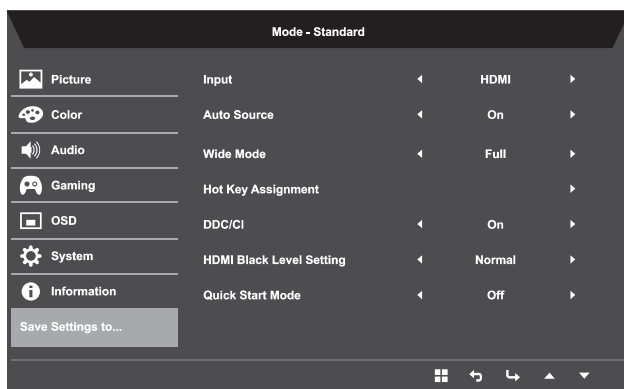 Mode - Standard
Picture
Input HDMI
Color
Auto Source On
Audio
Wide Mode Full
Gaming
Hot Key Assignment
OSD
DDC/CI On
System
HDMI Black Level Setting Normal
Information
Quick Start Mode Off
Save Settings to...